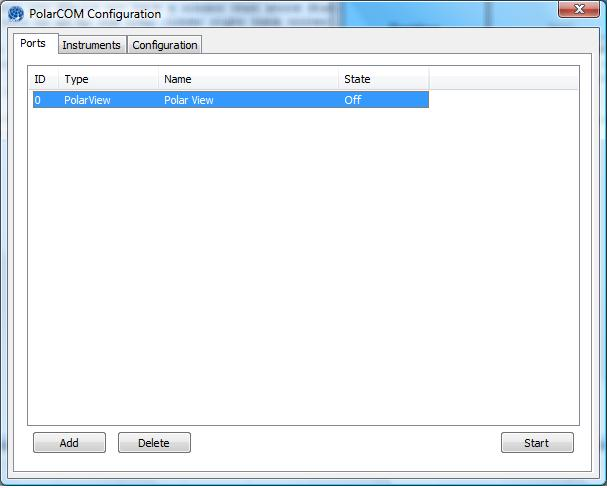 PolarCOM Configuration
Ports Instruments Configuration
ID Type Name State
0 PolarView Polar View Off
Add Delete Start